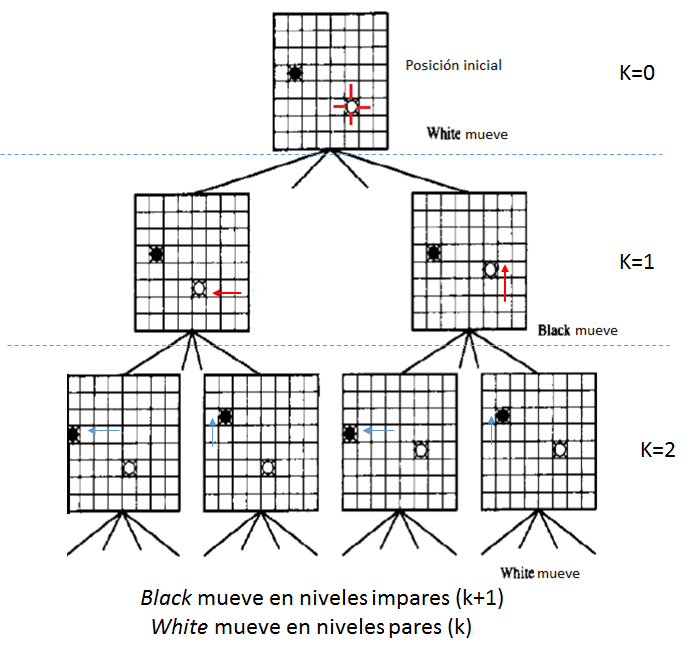 Posición inicial
K=0
White mueve
K=1
Black mueve
K=2
White mueve
Black mueve en niveles impares (k+1)
White mueve en niveles pares (k)